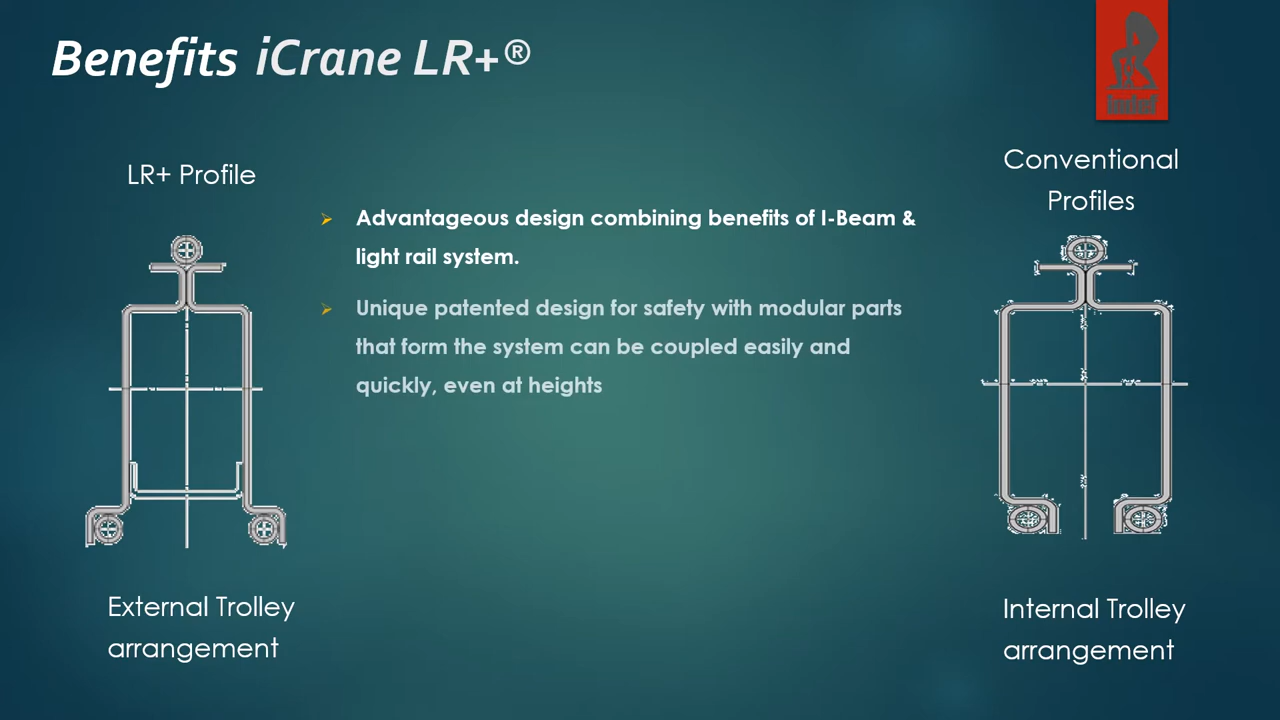 Benefits iCrane LR+®
Indef
LR+ Profile
Advantageous design combining benefits of I-Beam &
light rail system.
Unique patented design for safety with modular parts
that form the system can be coupled easily and
quickly, even at heights
Conventional
Profiles
External Trolley
arrangement
Internal Trolley
arrangement